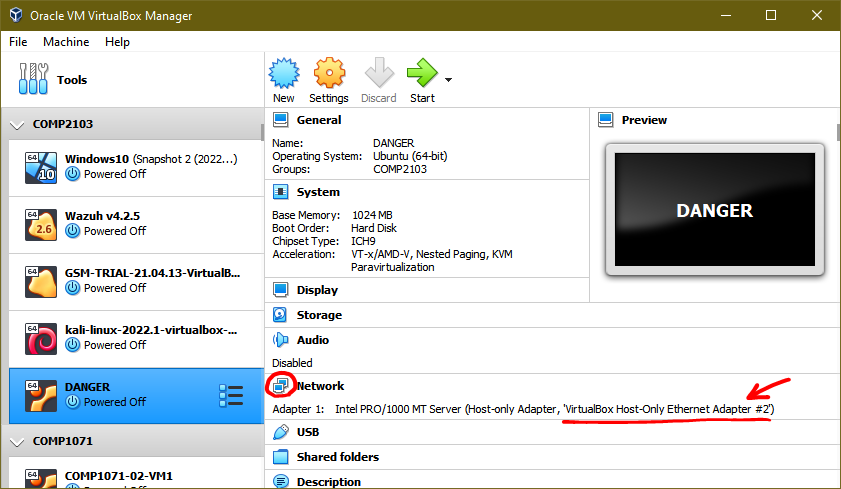 Oracle VM VirtualBox Manager
File Machine Help
Tools
New Settings Discard Start
COMP2103
64
10
Windows10 (Snapshot 2 (2022...)
Powered Off
64
2.6
Wazuh v4.2.5
Powered Off
64
GSM-TRIAL-21.04.13-VirtualB...
Powered Off
64
kali-linux-2022.1-virtualbox-...
Powered Off
64
DANGER
Powered Off
COMP1071
64
COMP1071-02-VM1
General
Name: DANGER
Operating System: Ubuntu (64-bit)
Groups: COMP2103
System
Base Memory: 1024 MB
Boot Order: Hard Disk
Chipset Type: ICH9
Acceleration: VT-x/AMD-V, Nested Paging, KVM
Paravirtualization
Preview
DANGER
Display
Storage
Audio
Disabled
Network
Adapter 1: Intel PRO/1000 MT Server (Host-only Adapter, 'VirtualBox Host-Only Ethernet Adapter #2')
USB
Shared folders
Description